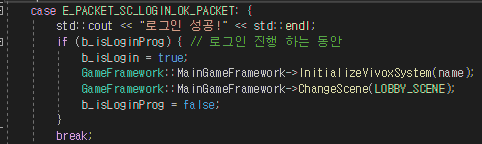 case E_PACKET_SC_LOGIN_OK_PACKET: {
std::cout << "로그인 성공!" << std::endl;
if (b_isLoginProg) { // 로그인 진행 하는 동안
b_isLogin = true;
GameFramework::MainGameFramework->InitializeVivoxSystem(name);
GameFramework::MainGameFramework->ChangeScene(LOBBY_SCENE);
b_isLoginProg = false;
}
break;